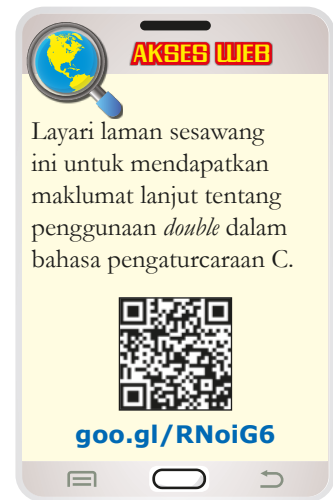 AKSES WEB
Layari laman sesawang
ini untuk mendapatkan
maklumat lanjut tentang
penggunaan double dalam
bahasa pengaturcaraan C.
goo.gl/RNoiG6